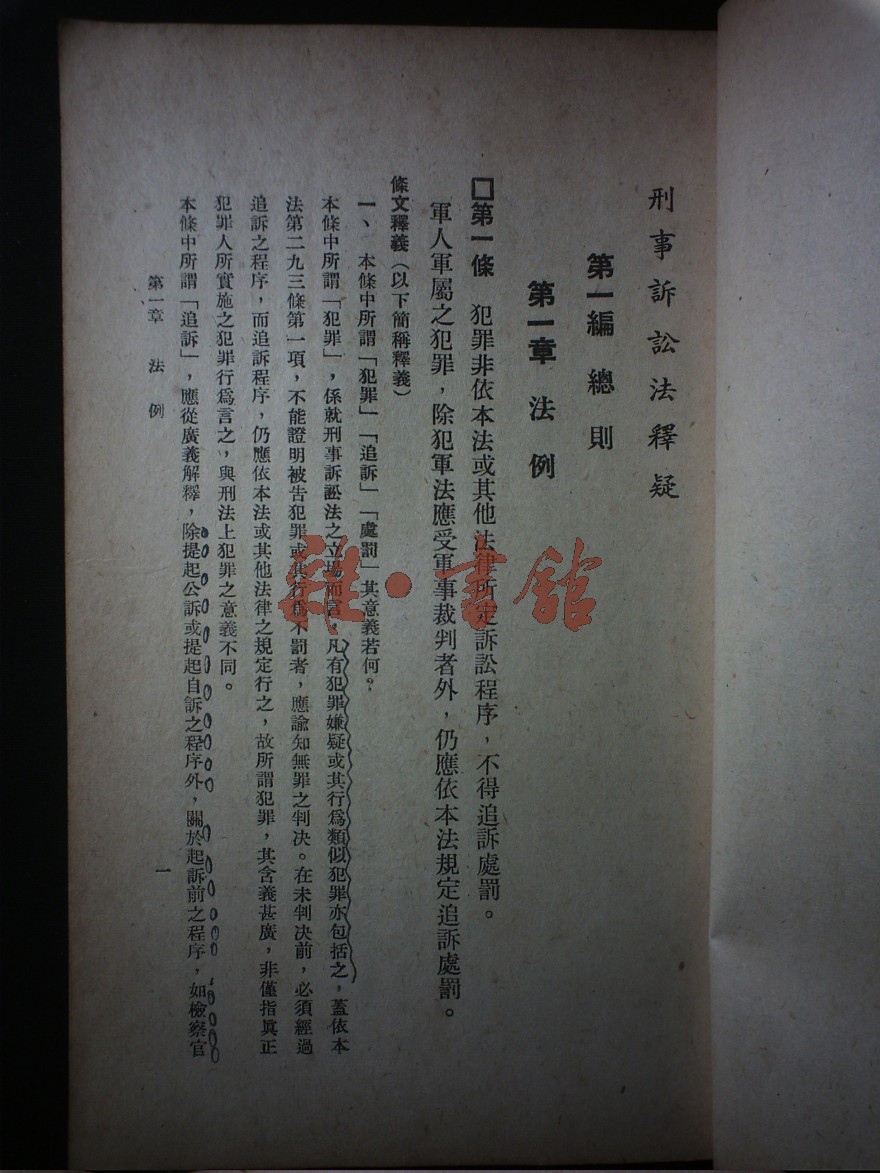 刑事訴訟法釋疑
第一編 總則
第一章 法例
□第一條 犯罪非依本法或其他法律所定訴訟程序，不得追訴處罰。
軍人軍屬之犯罪，除犯軍法應受軍事裁判者外，仍應依本法規定追訴處罰。
條文釋義（以下簡稱釋義）
一、 本條中所謂「犯罪」「追訴」「處罰」其意義若何？
本條中所謂「犯罪」，係就刑事訴訟法之立場而言，凡有犯罪嫌疑或其行爲類似犯罪亦包括之，蓋依本
法第二九三條第一項，不能證明被告犯罪或其行爲不罰者，應諭知無罪之判决。在未判决前，必須經過
追訴之程序，而追訴程序，仍應依本法或其他法律之規定行之，故所謂犯罪，其含義甚廣，非僅指眞正
犯罪人所實施之犯罪行爲言之，與刑法上犯罪之意義不同。
本條中所謂「追訴」，應從廣義解釋，除提起公訴或提起自訴之程序外，關於起訴前之程序，如檢察官
第一章 法例
一
雜·書館